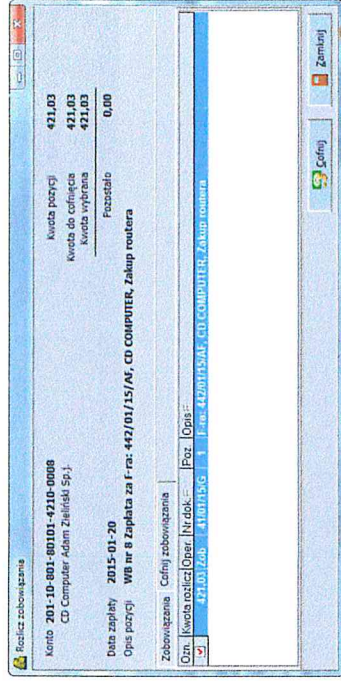 Rozlicz zobowiązania
Konto 201-10-801-80101-4210-0008
CD Computer Adam Zieliński Sp.j.
Kwota pozycji 421,03
Kwota do cofnięcia 421,03
Kwota wybrana 421,03
Data zapłaty 2015-01-20
Pozostało 0,00
Opis pozycji WB nr 8 Zapłata za F-ra: 442/01/15/AF, CD COMPUTER, Zakup routera
Zobowiązania Cofnij zobowiązania
Ozn. Kwota rozlicz Oper. Nr dok. Poz. Opis
421,03 Zob 41/01/15/G 1 F-ra: 442/01/15/AF, CD COMPUTER, Zakup routera
Cofnij Zamknij